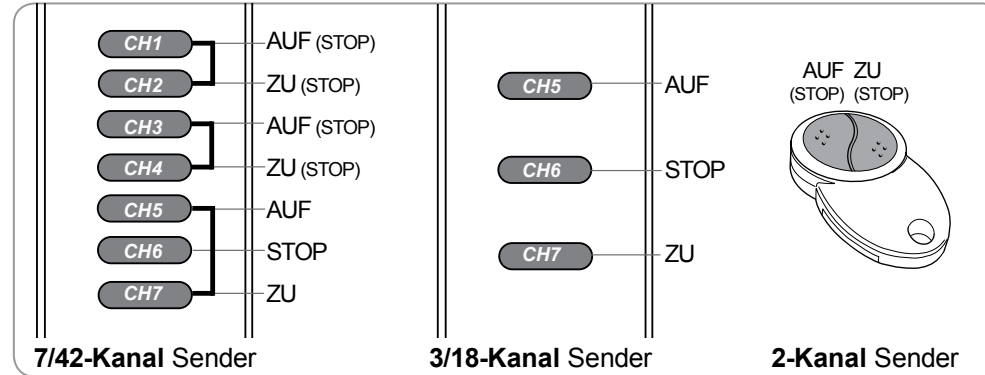 CH1 AUF (STOP)
CH2 ZU (STOP)
CH3 AUF (STOP)
CH4 ZU (STOP)
CH5 AUF
CH6 STOP
CH7 ZU
7/42-Kanal Sender
CH5 AUF
CH6 STOP
CH7 ZU
3/18-Kanal Sender
AUF ZU
(STOP) (STOP)
2-Kanal Sender